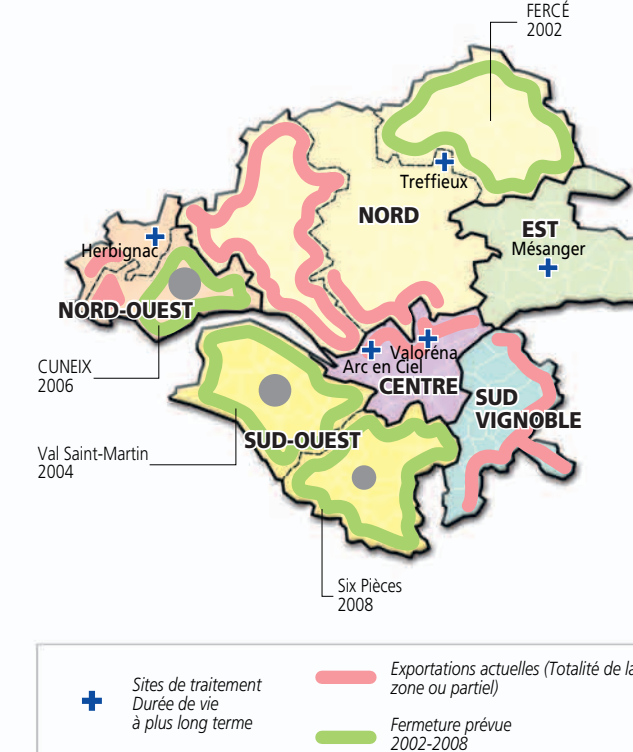 FERCÉ
2002
Treffieux
NORD
EST
Mésanger
Herbignac
NORD-OUEST
CUNEIX
2006
Valoréna
Arc en Ciel
CENTRE
SUD
VIGNOBLE
SUD-OUEST
Val Saint-Martin
2004
Six Pièces
2008
Sites de traitement
Durée de vie
à plus long terme
Exportations actuelles (Totalité de la
zone ou partiel)
Fermeture prévue
2002-2008